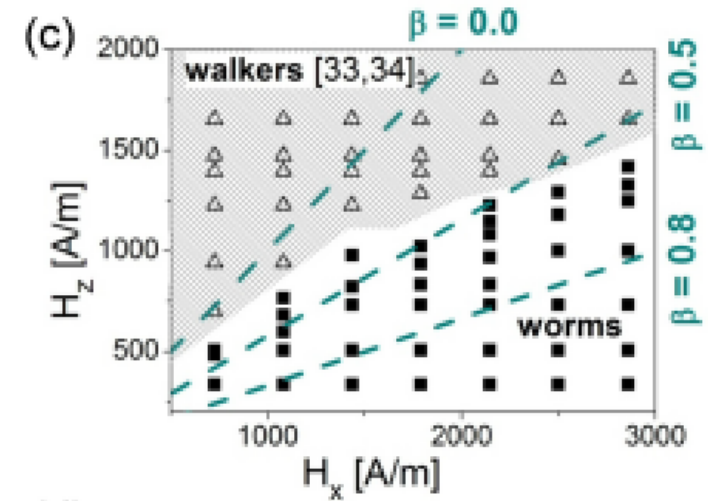 (c)
β = 0.0
2000
walkers [33,34]
β = 0.5
1500
Hz [A/m]
1000
β = 0.8
worms
500
1000 2000 3000
Hx [A/m]